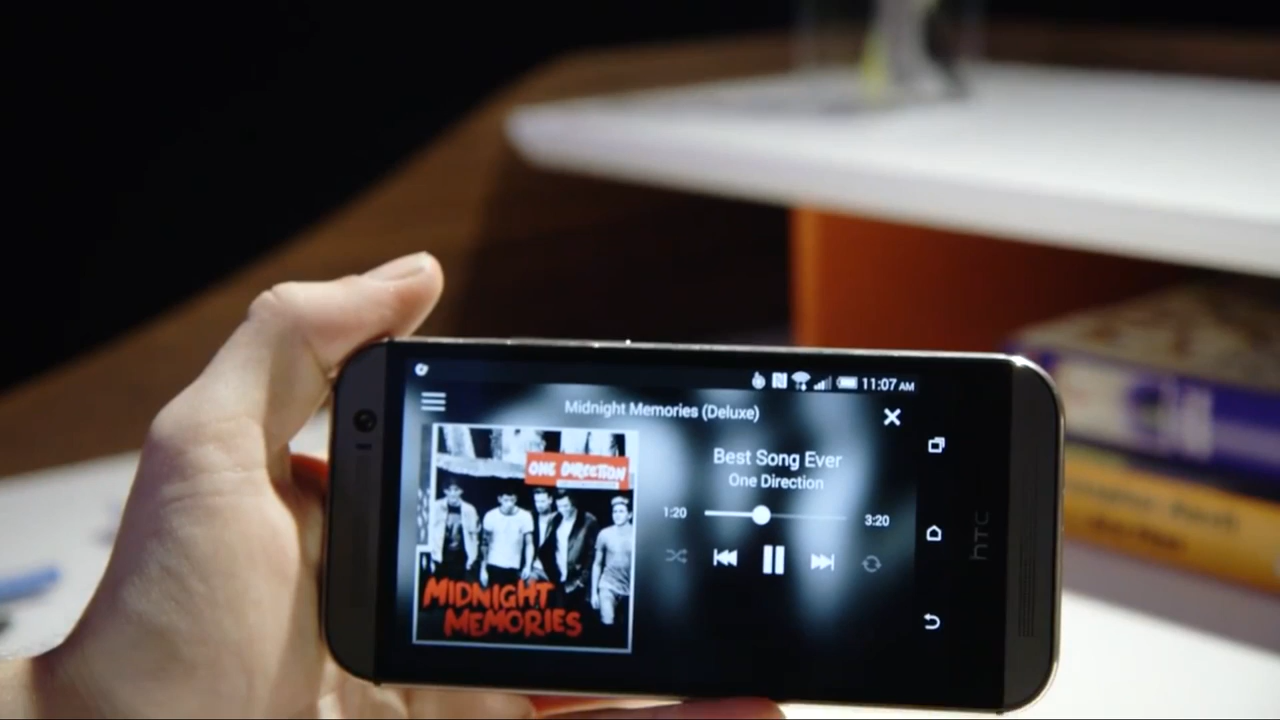 11:07 AM
Midnight Memories (Deluxe)
ONE DIRECTION
MIDNIGHT
MEMORIES
Best Song Ever
One Direction
1:20
3:20
hTC